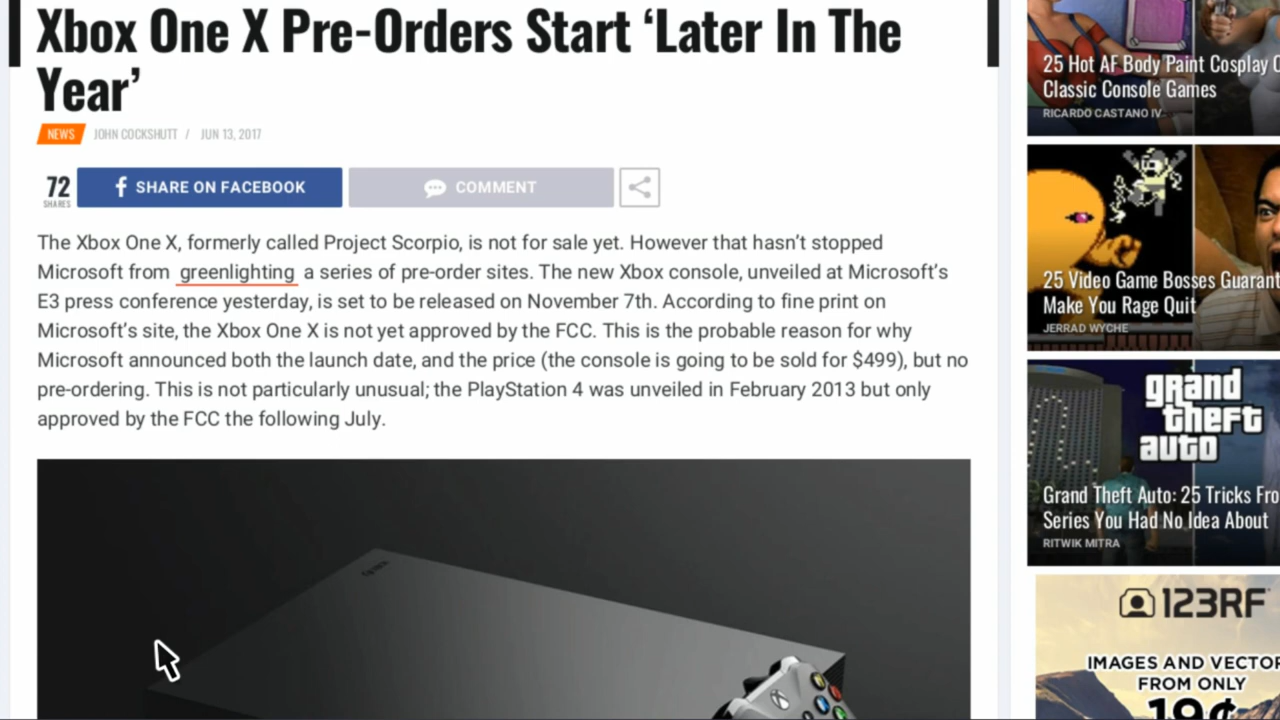 Xbox One X Pre-Orders Start ‘Later In The
Year’
NEWS JOHN COCKSHUTT / JUN 13, 2017
72
SHARES
SHARE ON FACEBOOK
COMMENT
The Xbox One X, formerly called Project Scorpio, is not for sale yet. However that hasn’t stopped
Microsoft from greenlighting a series of pre-order sites. The new Xbox console, unveiled at Microsoft’s
E3 press conference yesterday, is set to be released on November 7th. According to fine print on
Microsoft’s site, the Xbox One X is not yet approved by the FCC. This is the probable reason for why
Microsoft announced both the launch date, and the price (the console is going to be sold for $499), but no
pre-ordering. This is not particularly unusual; the PlayStation 4 was unveiled in February 2013 but only
approved by the FCC the following July.
25 Hot AF Body Paint Cosplay
Classic Console Games
RICARDO CASTANO IV
25 Video Game Bosses
Make You Rage Quit
JERRAD WYCHE
grand
theft
auto
Grand Theft Auto: 25 Tricks
Series You Had No Idea About
RITWIK MITRA
123RF
IMAGES AND
FROM ONLY
19¢